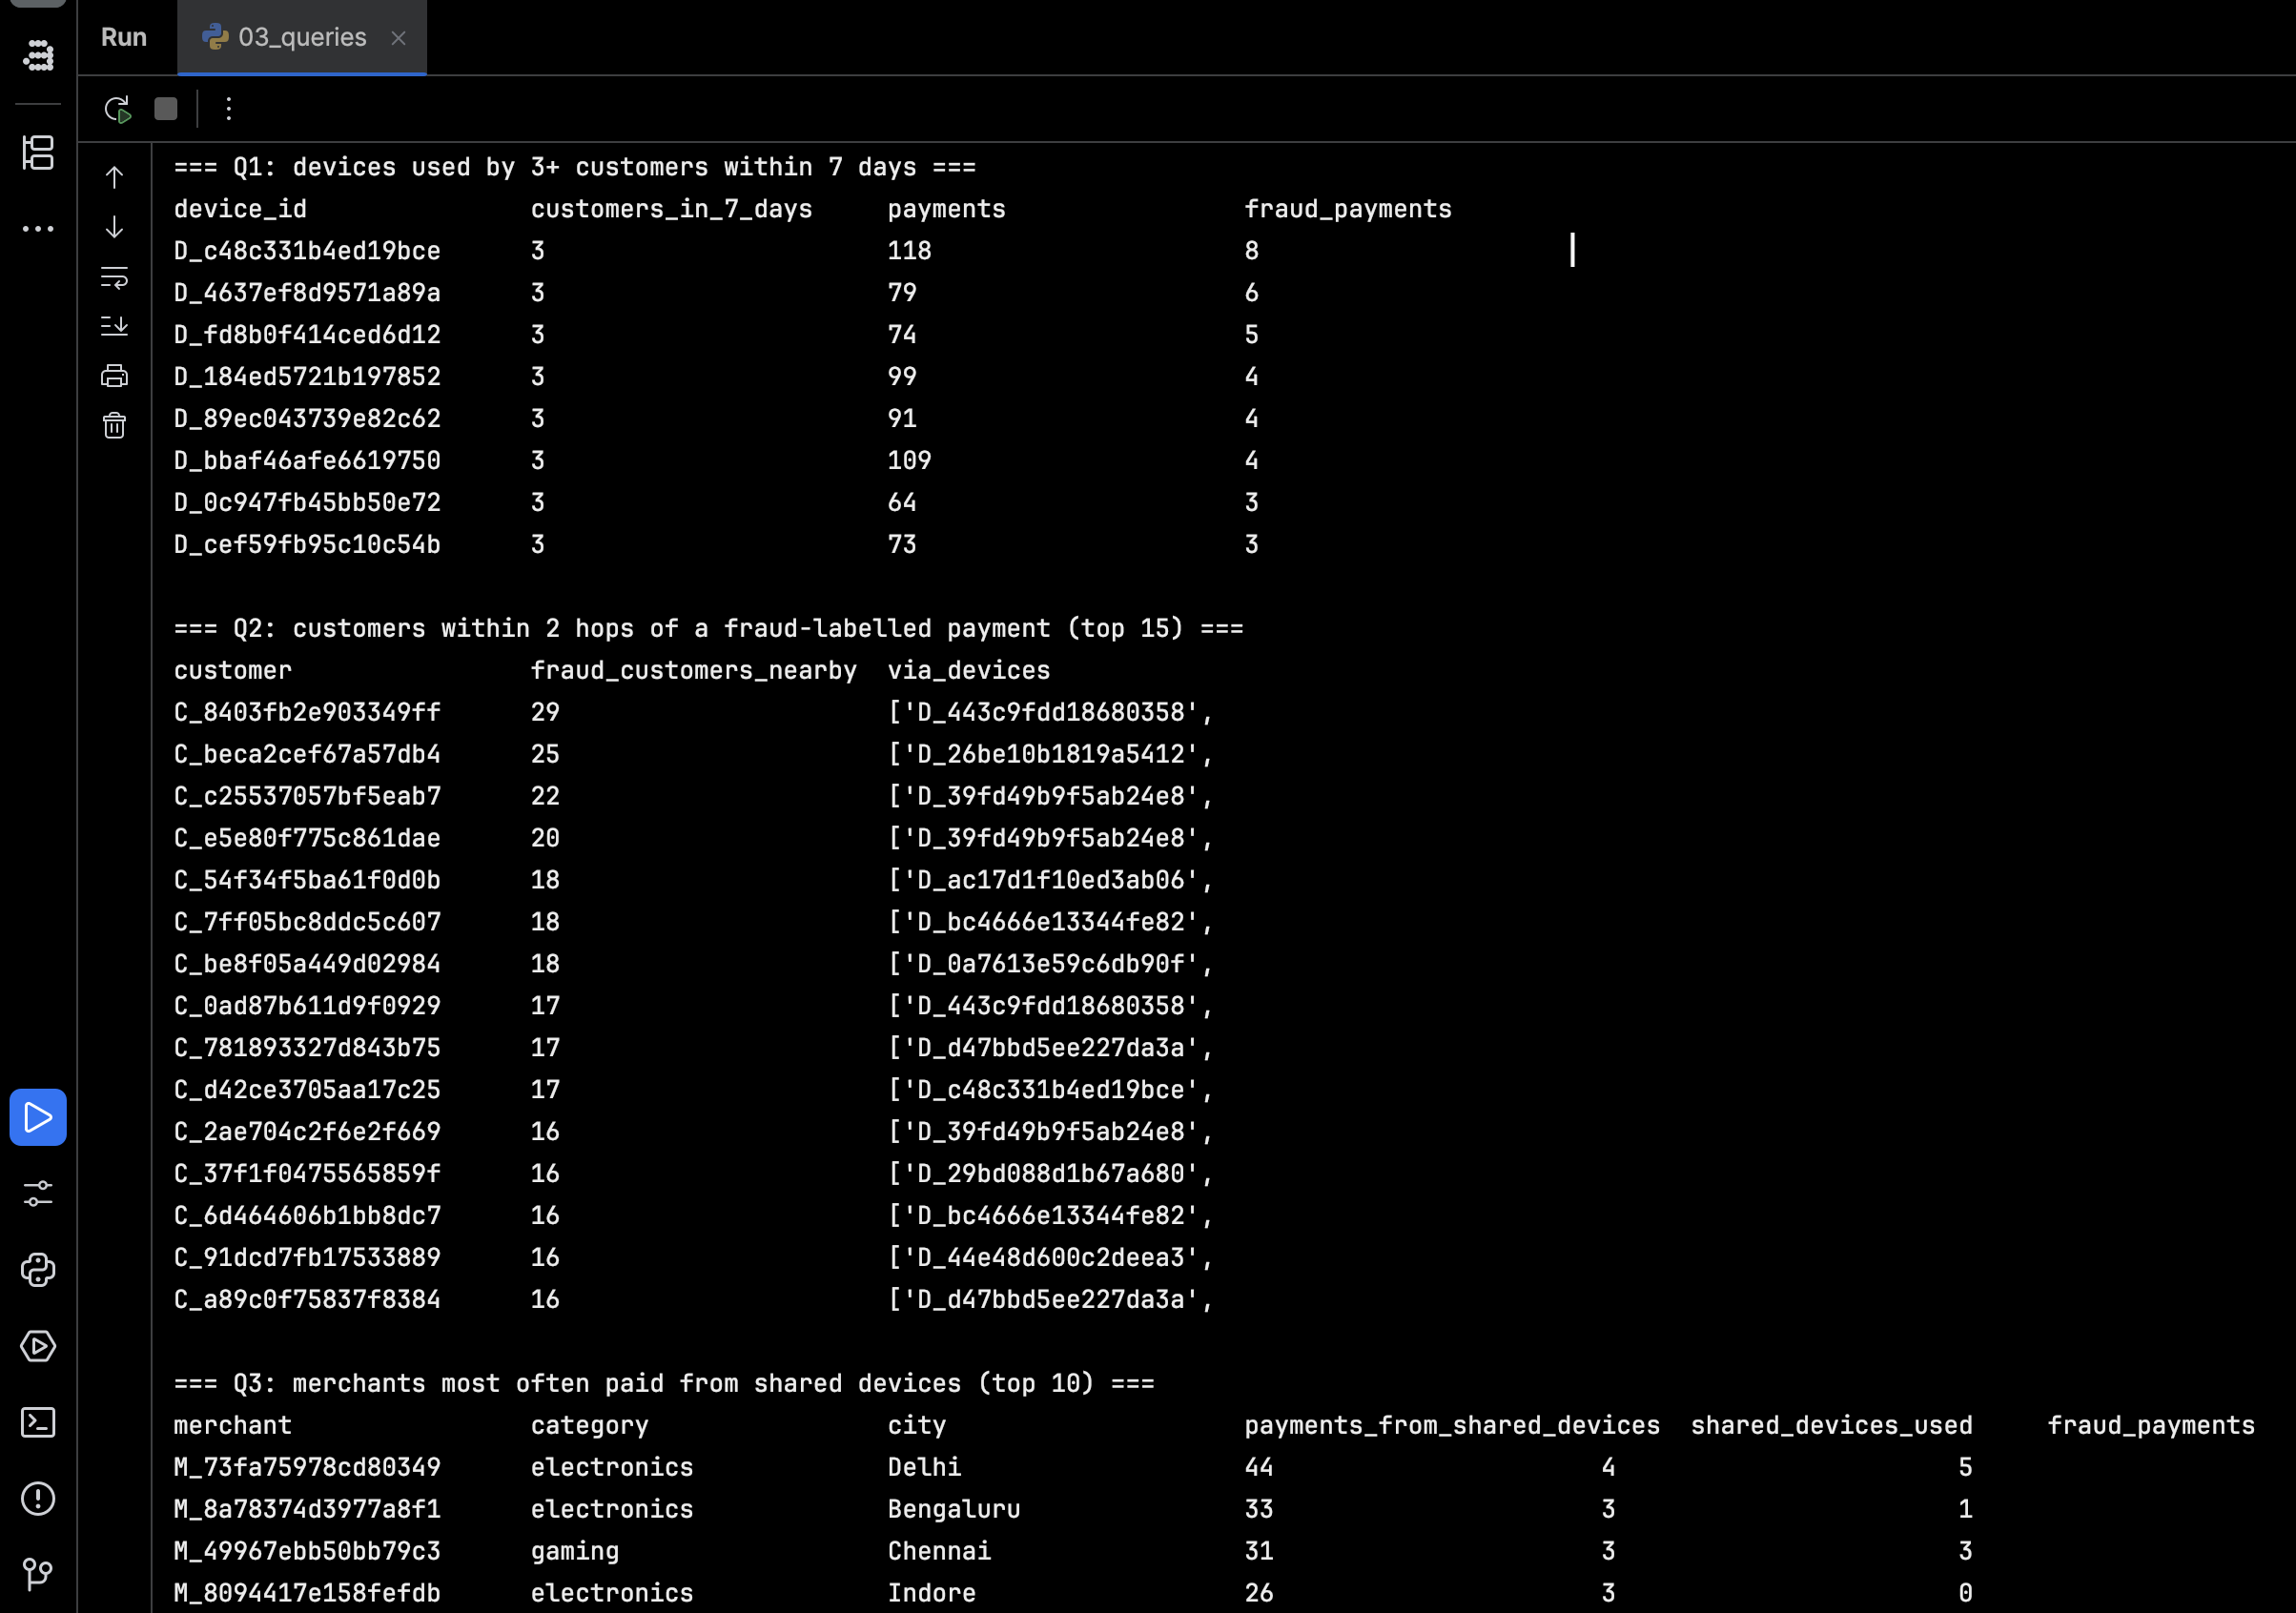 Run 03_queries
=== Q1: devices used by 3+ customers within 7 days ===
device_id customers_in_7_days payments fraud_payments
D_c48c331b4ed19bce 3 118 8
D_4637ef8d9571a89a 3 79 6
D_fd8b0f414ced6d12 3 74 5
D_184ed5721b197852 3 99 4
D_89ec043739e82c62 3 91 4
D_bbaf46afe6619750 3 109 4
D_0c947fb45bb50e72 3 64 3
D_cef59fb95c10c54b 3 73 3
=== Q2: customers within 2 hops of a fraud-labelled payment (top 15) ===
customer fraud_customers_nearby via_devices
C_8403fb2e903349ff 29 ['D_443c9fdd18680358',
C_beca2cef67a57db4 25 ['D_26be10b1819a5412',
C_c25537057bf5eab7 22 ['D_39fd49b9f5ab24e8',
C_e5e80f775c861dae 20 ['D_39fd49b9f5ab24e8',
C_54f34f5ba61f0d0b 18 ['D_ac17d1f10ed3ab06',
C_7ff05bc8ddc5c607 18 ['D_bc4666e13344fe82',
C_be8f05a449d02984 18 ['D_0a7613e59c6db90f',
C_0ad87b611d9f0929 17 ['D_443c9fdd18680358',
C_781893327d843b75 17 ['D_d47bbd5ee227da3a',
C_d42ce3705aa17c25 17 ['D_c48c331b4ed19bce',
C_2ae704c2f6e2f669 16 ['D_39fd49b9f5ab24e8',
C_37f1f0475565859f 16 ['D_29bd088d1b67a680',
C_6d464606b1bb8dc7 16 ['D_bc4666e13344fe82',
C_91dcd7fb17533889 16 ['D_44e48d600c2deea3',
C_a89c0f75837f8384 16 ['D_d47bbd5ee227da3a',
=== Q3: merchants most often paid from shared devices (top 10) ===
merchant category city payments_from_shared_devices shared_devices_used fraud_payments
M_73fa75978cd80349 electronics Delhi 44 4 5
M_8a78374d3977a8f1 electronics Bengaluru 33 3 1
M_49967ebb50bb79c3 gaming Chennai 31 3 3
M_8094417e158fefdb electronics Indore 26 3 0